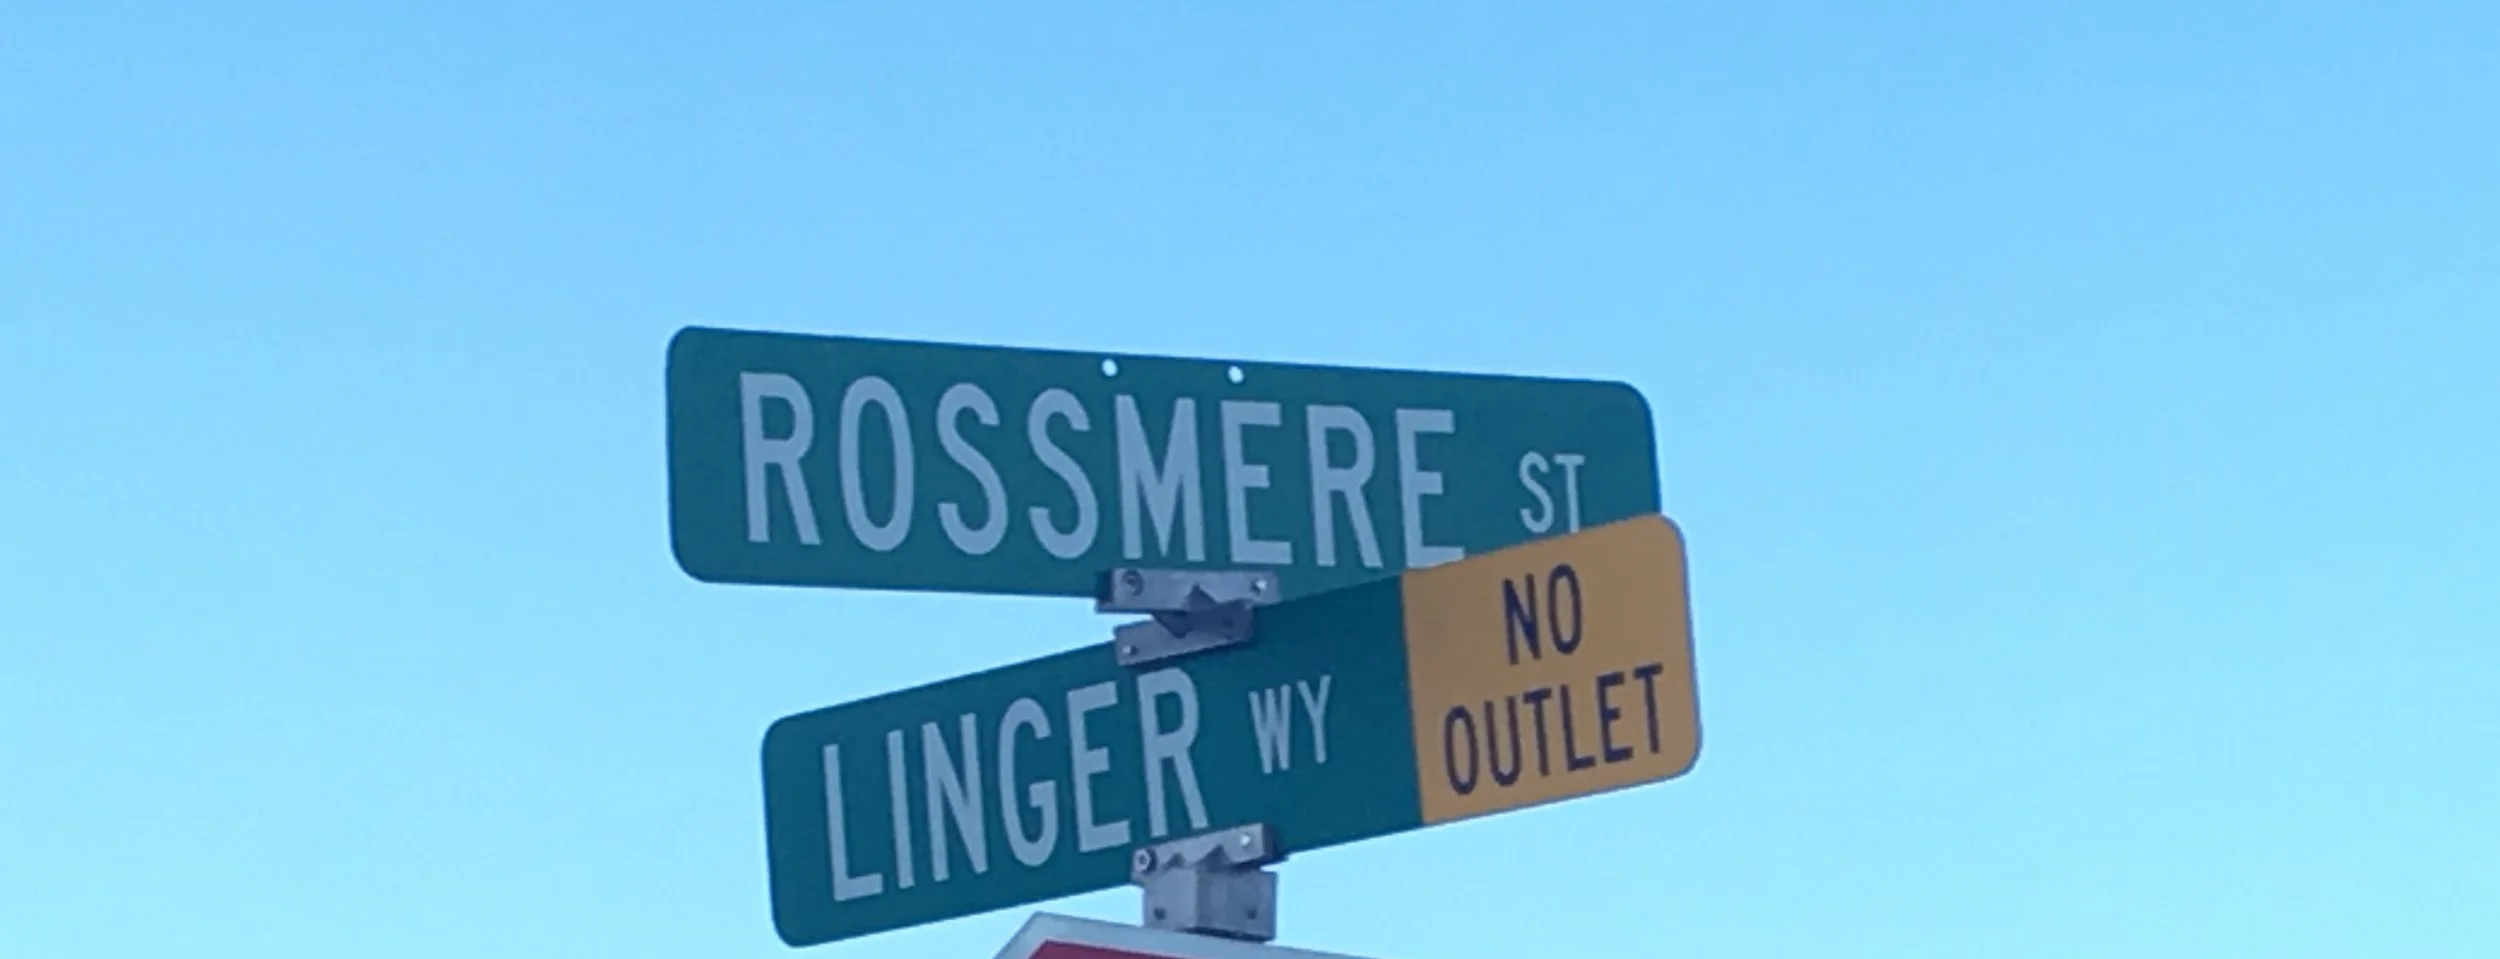 ROSSMERE ST
LINGER WY
NO
OUTLET